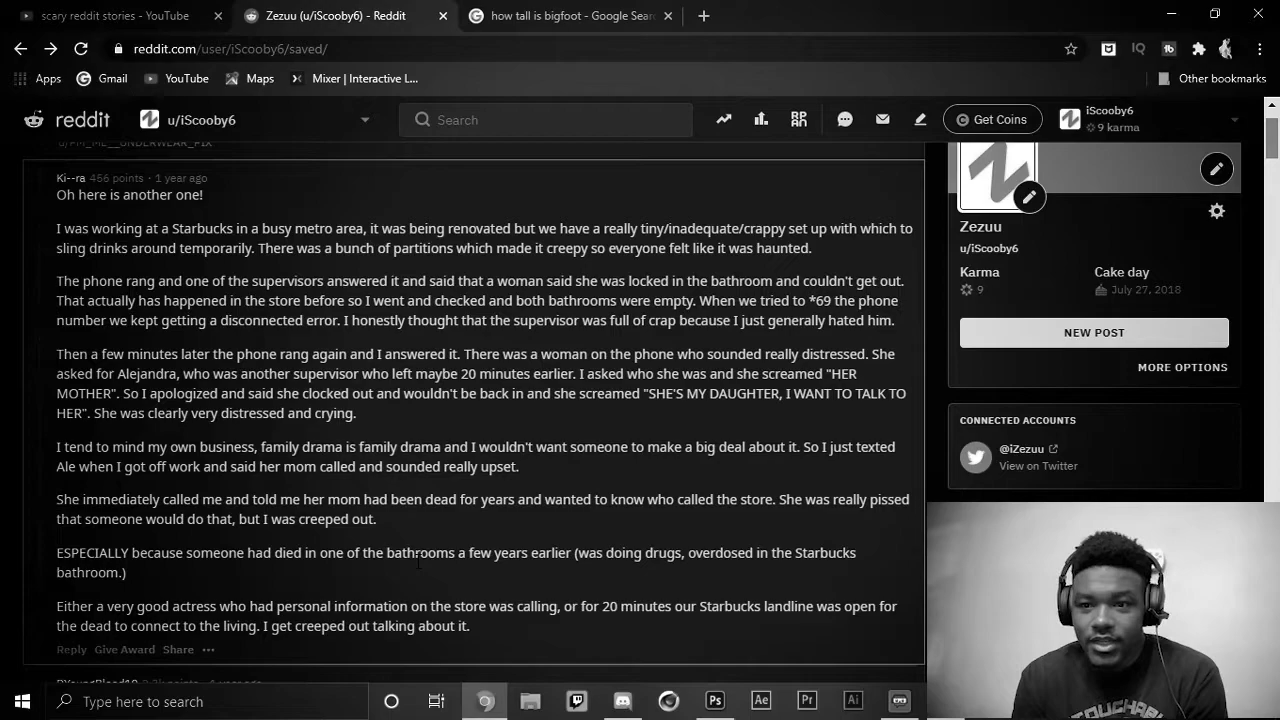 scary reddit stories - YouTube
Zezuu (u/iScooby6) - Reddit
how tall is bigfoot - Google Sear
reddit.com/user/iScooby6/saved/
IQ
tb
Apps
Gmail
YouTube
Maps
Mixer | Interactive L...
Other bookmarks
reddit
u/iScooby6
Search
Get Coins
iScooby6
9 karma
u/PM_ME__UNDERWEAR_PIX
Ki--ra 456 points · 1 year ago
Oh here is another one!
I was working at a Starbucks in a busy metro area, it was being renovated but we have a really tiny/inadequate/crappy set up with which to
sling drinks around temporarily. There was a bunch of partitions which made it creepy so everyone felt like it was haunted.
The phone rang and one of the supervisors answered it and said that a woman said she was locked in the bathroom and couldn't get out.
That actually has happened in the store before so I went and checked and both bathrooms were empty. When we tried to *69 the phone
number we kept getting a disconnected error. I honestly thought that the supervisor was full of crap because I just generally hated him.
Then a few minutes later the phone rang again and I answered it. There was a woman on the phone who sounded really distressed. She
asked for Alejandra, who was another supervisor who left maybe 20 minutes earlier. I asked who she was and she screamed "HER
MOTHER". So I apologized and said she clocked out and wouldn't be back in and she screamed "SHE'S MY DAUGHTER, I WANT TO TALK TO
HER". She was clearly very distressed and crying.
I tend to mind my own business, family drama is family drama and I wouldn't want someone to make a big deal about it. So I just texted
Ale when I got off work and said her mom called and sounded really upset.
She immediately called me and told me her mom had been dead for years and wanted to know who called the store. She was really pissed
that someone would do that, but I was creeped out.
ESPECIALLY because someone had died in one of the bathrooms a few years earlier (was doing drugs, overdosed in the Starbucks
bathroom.)
Either a very good actress who had personal information on the store was calling, or for 20 minutes our Starbucks landline was open for
the dead to connect to the living. I get creeped out talking about it.
Reply Give Award Share
Zezuu
u/iScooby6
Karma
Cake day
9
July 27, 2018
NEW POST
MORE OPTIONS
CONNECTED ACCOUNTS
@iZezuu
View on Twitter
Type here to search
Ps
Ae
Pr
Ai